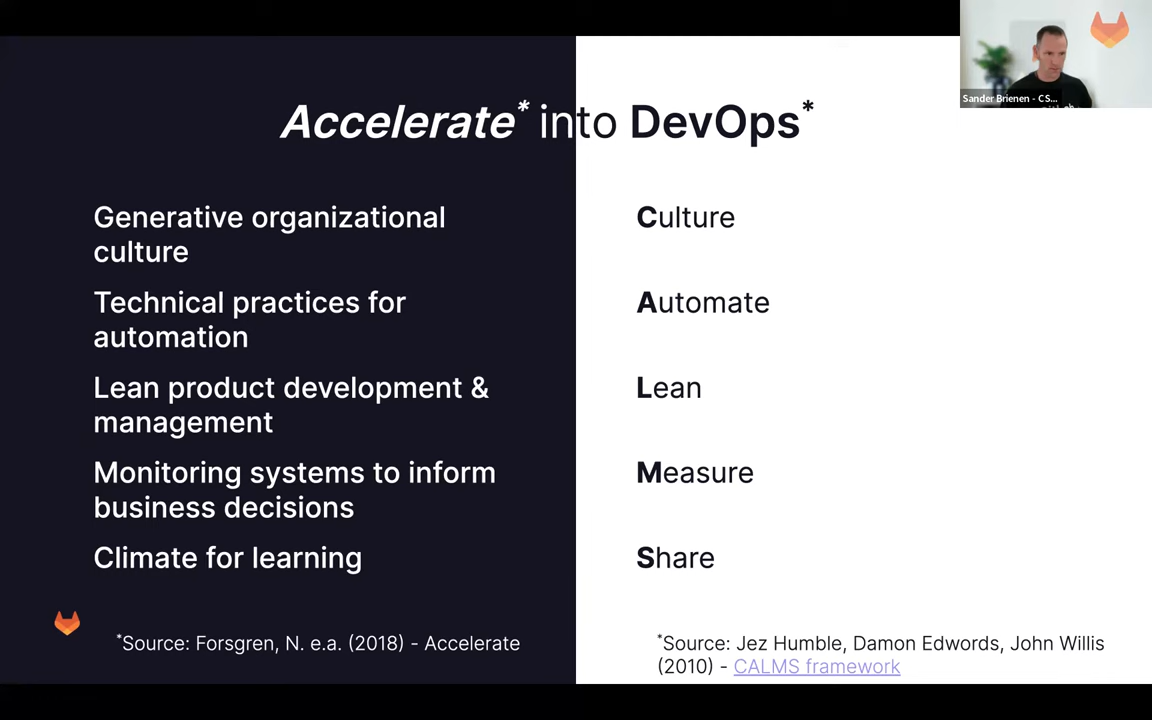 Sander Brienen - CS...
Accelerate* into DevOps*
Generative organizational
culture
Technical practices for
automation
Lean product development &
management
Monitoring systems to inform
business decisions
Climate for learning
*Source: Forsgren, N. e.a. (2018) - Accelerate
Culture
Automate
Lean
Measure
Share
*Source: Jez Humble, Damon Edwords, John Willis
(2010) - CALMS framework